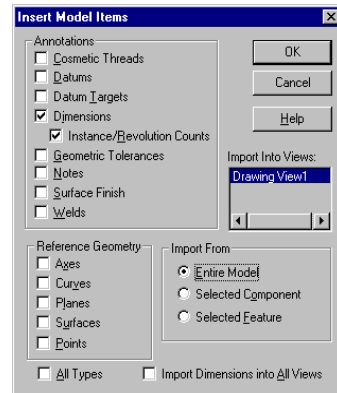 Insert Model Items
Annotations
Cosmetic Threads
Datums
Datum Targets
Dimensions
Instance/Revolution Counts
Geometric Tolerances
Notes
Surface Finish
Welds
OK
Cancel
Help
Import Into Views:
Drawing View1
Reference Geometry
Axes
Curves
Planes
Surfaces
Points
Import From
Entire Model
Selected Component
Selected Feature
All Types
Import Dimensions into All Views